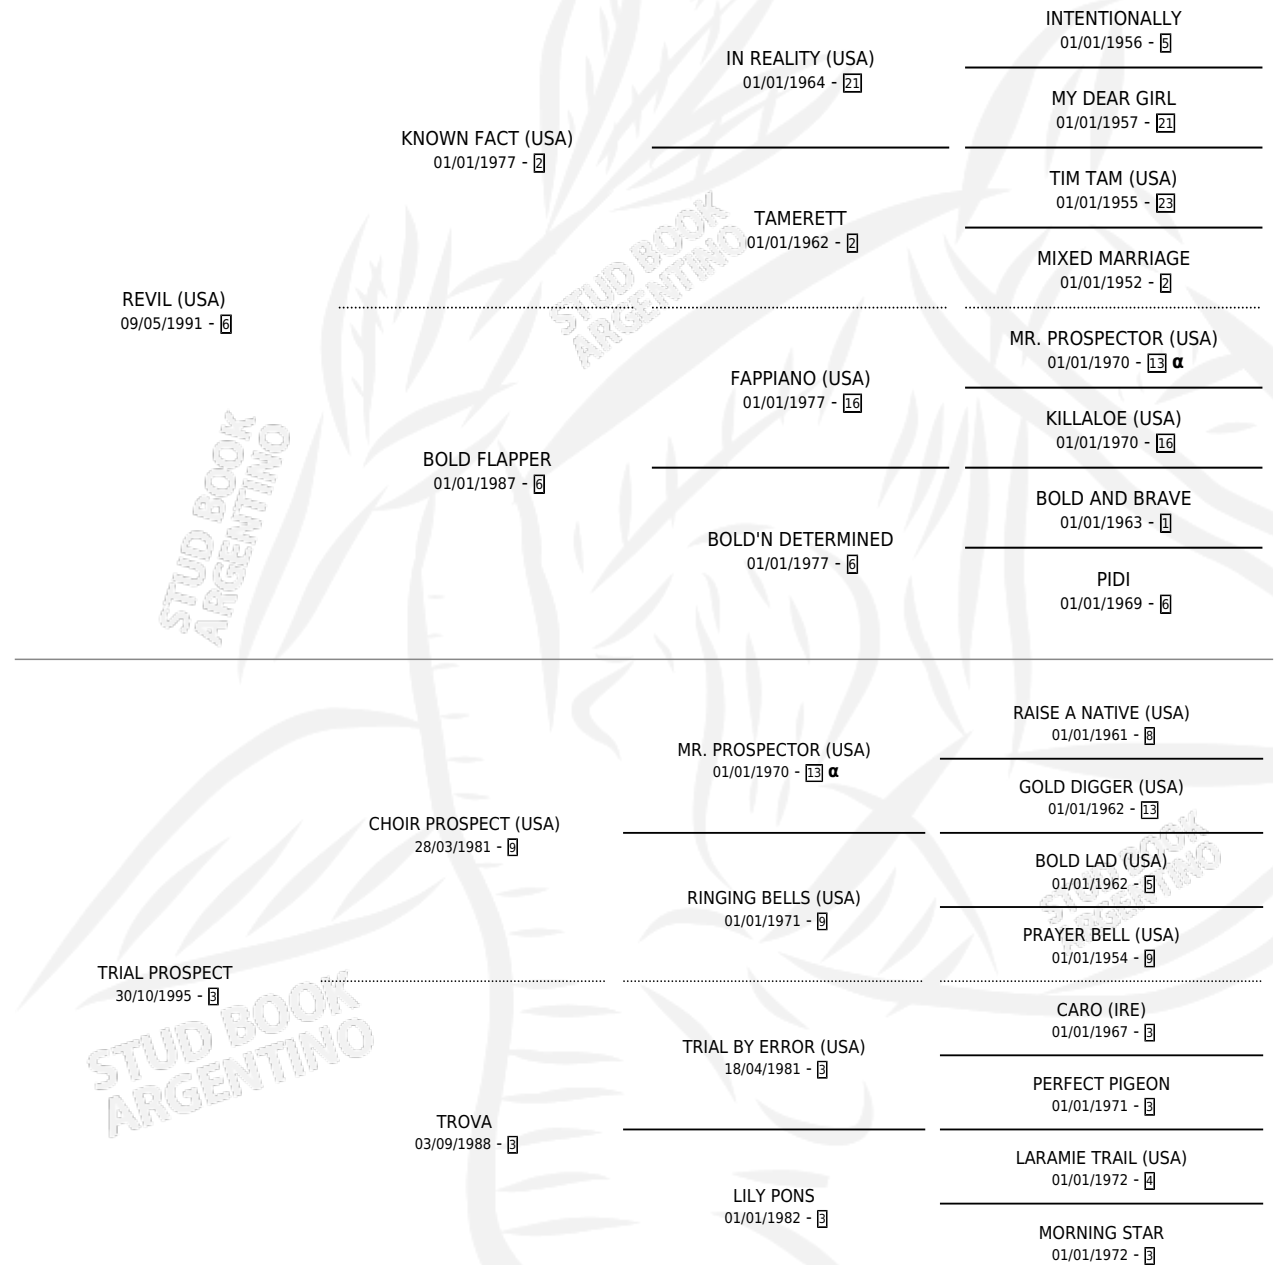 INTENTIONALLY
01/01/1956 - 5
IN REALITY (USA)
01/01/1964 - 21
MY DEAR GIRL
01/01/1957 - 21
KNOWN FACT (USA)
01/01/1977 - 2
TIM TAM (USA)
01/01/1955 - 23
TAMERETT
01/01/1962 - 2
MIXED MARRIAGE
01/01/1952 - 2
REVIL (USA)
09/05/1991 - 6
MR. PROSPECTOR (USA)
01/01/1970 - 13 α
FAPPIANO (USA)
01/01/1977 - 16
KILLALOE (USA)
01/01/1970 - 16
BOLD FLAPPER
01/01/1987 - 6
BOLD AND BRAVE
01/01/1963 - 1
BOLD'N DETERMINED
01/01/1977 - 6
PIDI
01/01/1969 - 6
RAISE A NATIVE (USA)
01/01/1961 - 8
MR. PROSPECTOR (USA)
01/01/1970 - 13 α
GOLD DIGGER (USA)
01/01/1962 - 13
CHOIR PROSPECT (USA)
28/03/1981 - 9
BOLD LAD (USA)
01/01/1962 - 5
RINGING BELLS (USA)
01/01/1971 - 9
PRAYER BELL (USA)
01/01/1954 - 9
TRIAL PROSPECT
30/10/1995 - 3
CARO (IRE)
01/01/1967 - 3
TRIAL BY ERROR (USA)
18/04/1981 - 3
PERFECT PIGEON
01/01/1971 - 3
TROVA
03/09/1988 - 3
LARAMIE TRAIL (USA)
01/01/1972 - 4
LILY PONS
01/01/1982 - 3
MORNING STAR
01/01/1972 - 3
STUD BOOK
ARGENTINO
STUD BOOK
ARGENTINO
STUD BOOK
ARGENTINO
STUD BOOK
ARGENTINO